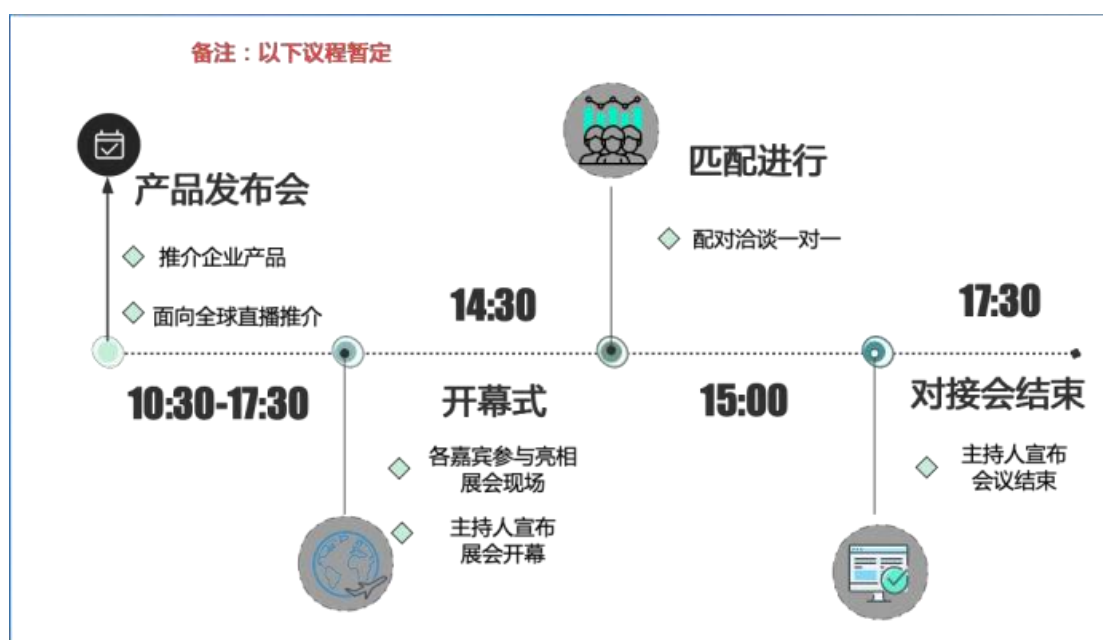 备注：以下议程暂定
产品发布会
推介企业产品
面向全球直播推介
10:30-17:30
14:30
开幕式
各嘉宾参与亮相
展会现场
主持人宣布
展会开幕
匹配进行
配对洽谈一对一
15:00
17:30
对接会结束
主持人宣布
会议结束